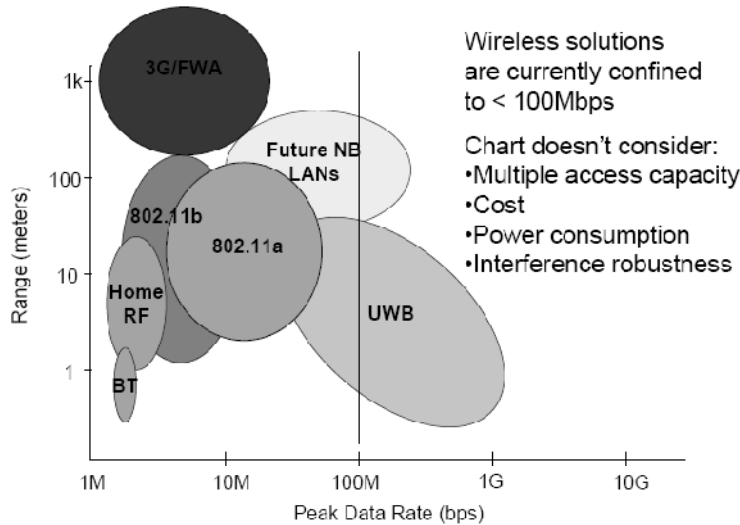 Wireless solutions
are currently confined
to < 100Mbps
Chart doesn't consider:
•Multiple access capacity
•Cost
•Power consumption
•Interference robustness
Range (meters)
1k
100
10
1
3G/FWA
Future NB
LANs
802.11b
802.11a
Home
RF
UWB
BT
1M
10M
100M
1G
10G
Peak Data Rate (bps)